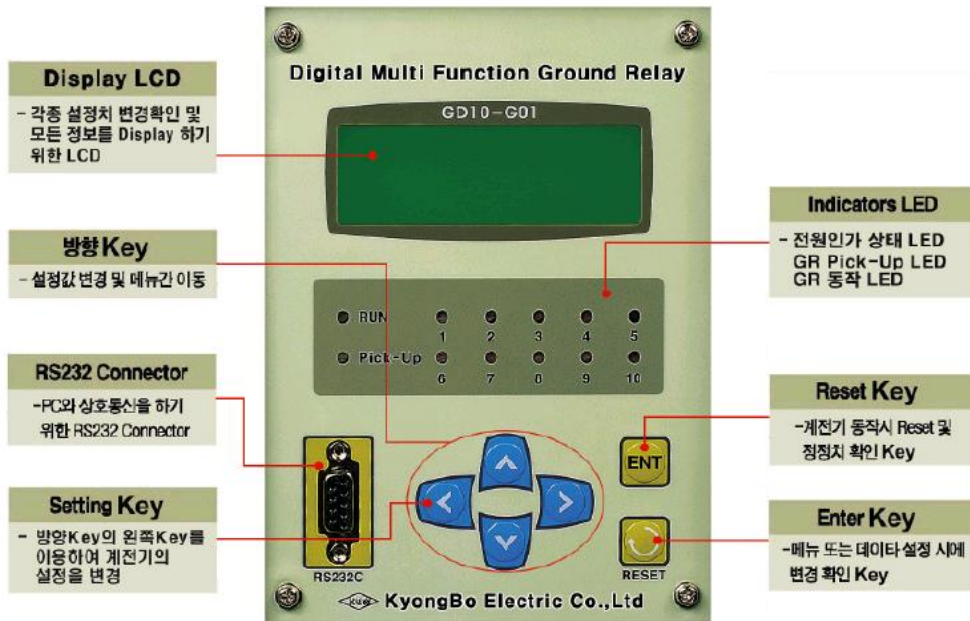 Digital Multi Function Ground Relay
GD10-G01
Display LCD
- 각종 설정치 변경확인 및
모든 정보를 Display 하기
위한 LCD
방향 Key
- 설정값 변경 및 메뉴간 이동
RS232 Connector
-PC와 상호통신을 하기
위한 RS232 Connector
Setting Key
- 방향Key의 왼쪽Key를
이용하여 계전기의
설정을 변경
RUN
1 2 3 4 5
Pick-Up
6 7 8 9 10
RS232C
ENT
RESET
KyongBo Electric Co.,Ltd
Indicators LED
- 전원인가 상태 LED
GR Pick-Up LED
GR 동작 LED
Reset Key
-계전기 동작시 Reset 및
정정치 확인 Key
Enter Key
-메뉴 또는 데이타 설정 시에
변경 확인 Key